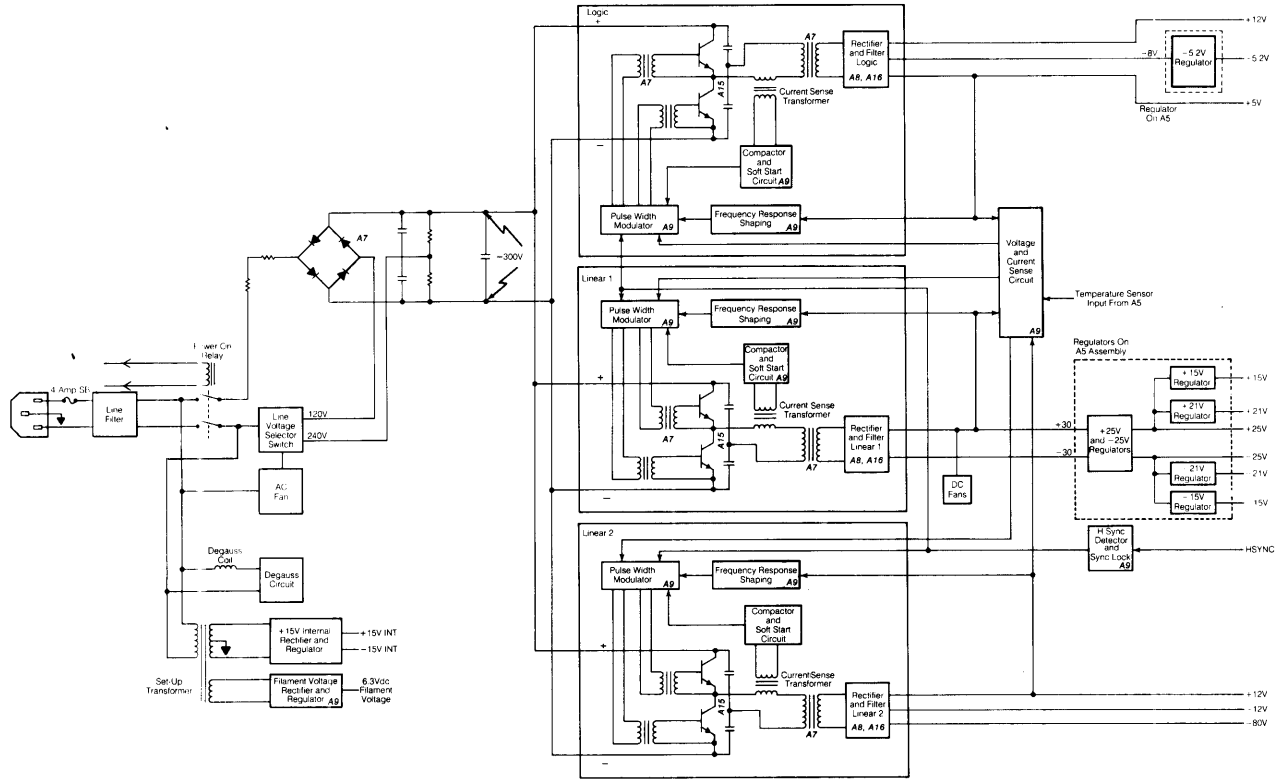 Logic
+
A7
A15
A7
Rectifier
and Filter
Logic
A8, A16
Current Sense
Transformer
−
Compactor
and
Soft Start
Circuit A9
Pulse Width
Modulator
A9
Frequency Response
Shaping
A9
+12V
−8V
−5 2V
Regulator
-5 2V
+5V
Regulator
On A5
Voltage
and
Current
Sense
Circuit
A9
Temperature Sensor
Input From A5
A7
~300V
Power On
Relay
4 Amp SB
Line
Filter
Line
Voltage
Selector
Switch
120V
240V
AC
Fan
Degauss
Coil
Degauss
Circuit
Set-Up
Transformer
+15V Internal
Rectifier and
Regulator
+15V INT
−15V INT
Filament Voltage
Rectifier and
Regulator A9
6.3Vdc
Filament
Voltage
Linear 1
Pulse Width
Modulator
A9
Frequency Response
Shaping
A9
Compactor
and
Soft Start
Circuit A9
+
Current Sense
Transformer
A7
A15
A7
Rectifier
and Filter
Linear 1
A8, A16
−
DC
Fans
+30
−30
Regulators On
A5 Assembly
+25V
and −25V
Regulators
+15V
Regulator
+15V
+21V
Regulator
+21V
+25V
−25V
−21V
Regulator
−21V
−15V
Regulator
15V
H Sync
Detector
and
Sync Lock
A9
HSYNC
Linear 2
Pulse Width
Modulator
A9
Frequency Response
Shaping
A9
Compactor
and
Soft Start
Circuit
+
Current Sense
Transformer
A15
A7
Rectifier
and Filter
Linear 2
A8, A16
−
+12V
−12V
−80V